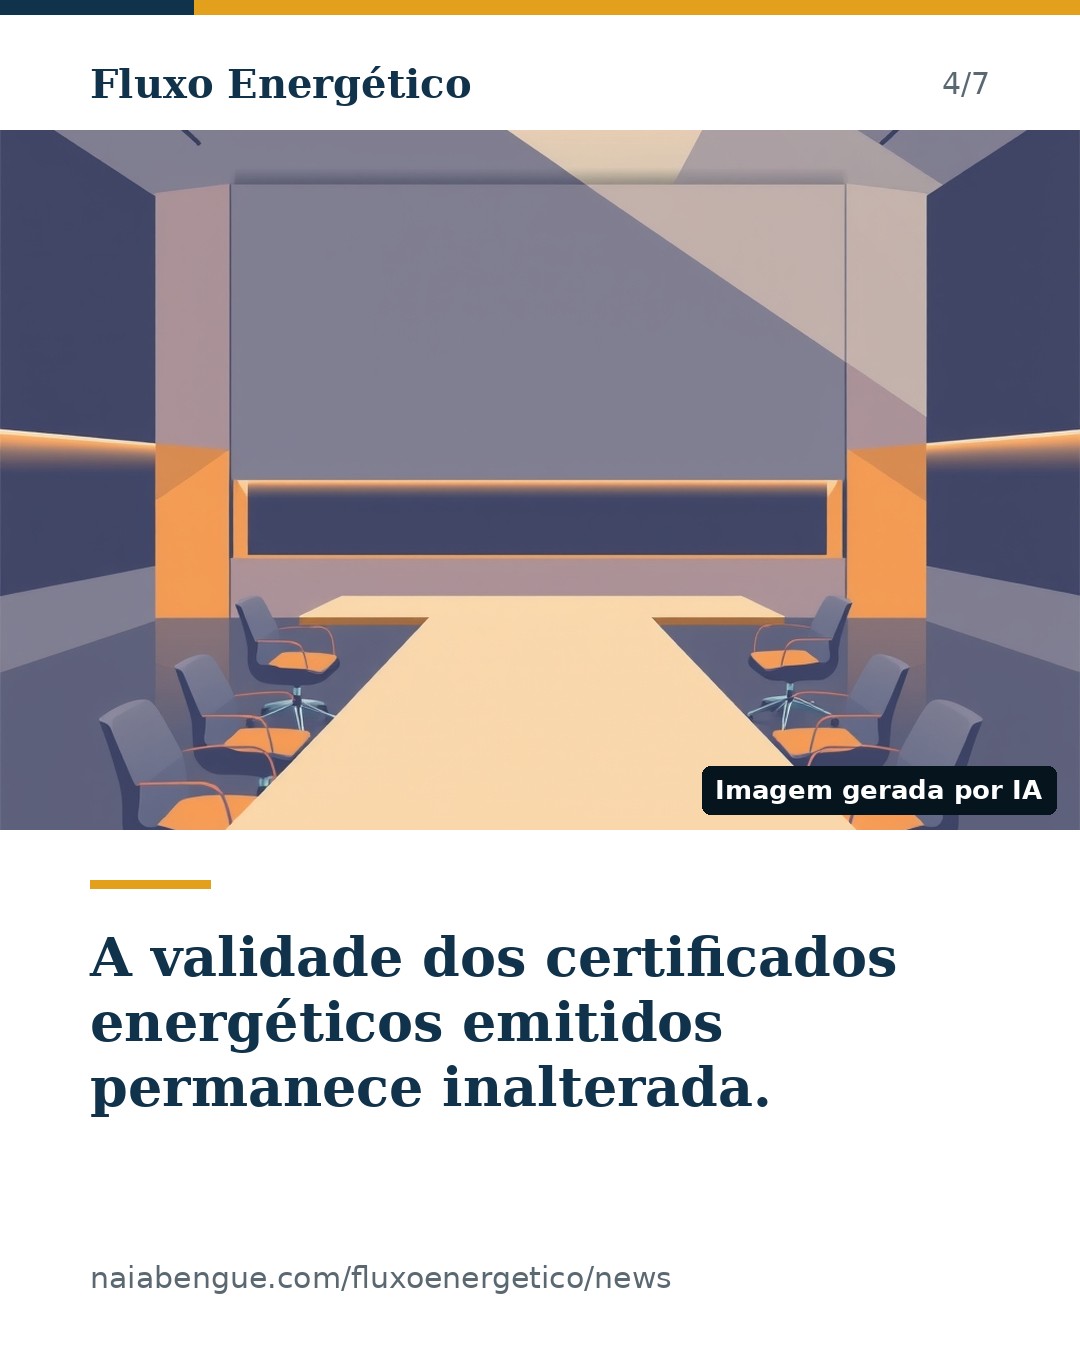 Fluxo Energético
4/7
Imagem gerada por IA
A validade dos certificados
energéticos emitidos
permanece inalterada.
naiabengue.com/fluxoenergetico/news